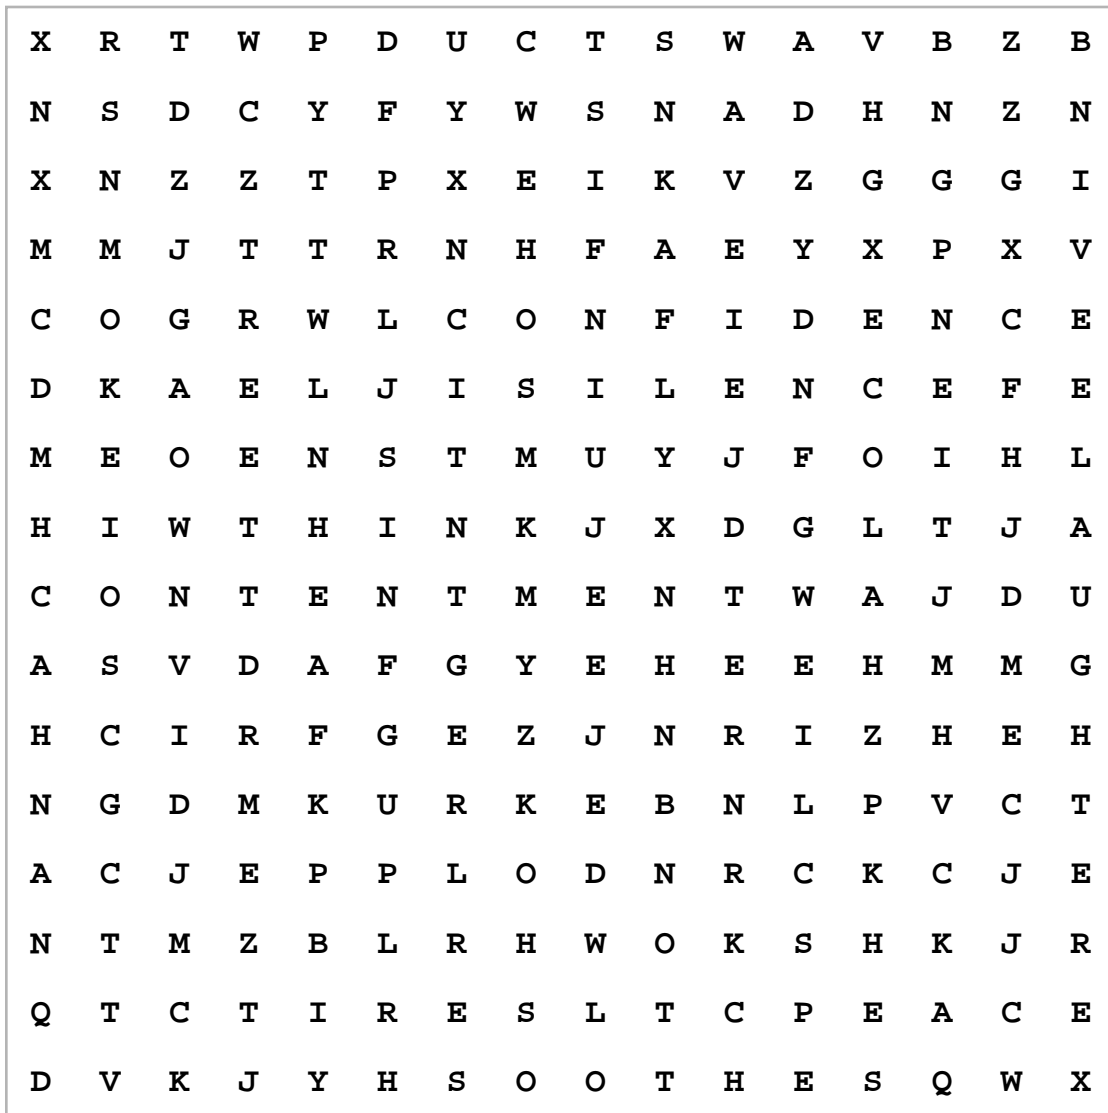 X R T W P D U C T S W A V B Z B
N S D C Y F Y W S N A D H N Z N
X N Z Z T P X E I K V Z G G G I
M M J T T R N H F A E Y X P X V
C O G R W L C O N F I D E N C E
D K A E L J I S I L E N C E F E
M E O E N S T M U Y J F O I H L
H I W T H I N K J X D G L T J A
C O N T E N T M E N T W A J D U
A S V D A F G Y E H E E H M M G
H C I R F G E Z J N R I Z H E H
N G D M K U R K E B N L P V C T
A C J E P P L O D N R C K C J E
N T M Z B L R H W O K S H K J R
Q T C T I R E S L T C P E A C E
D V K J Y H S O O T H E S Q W X